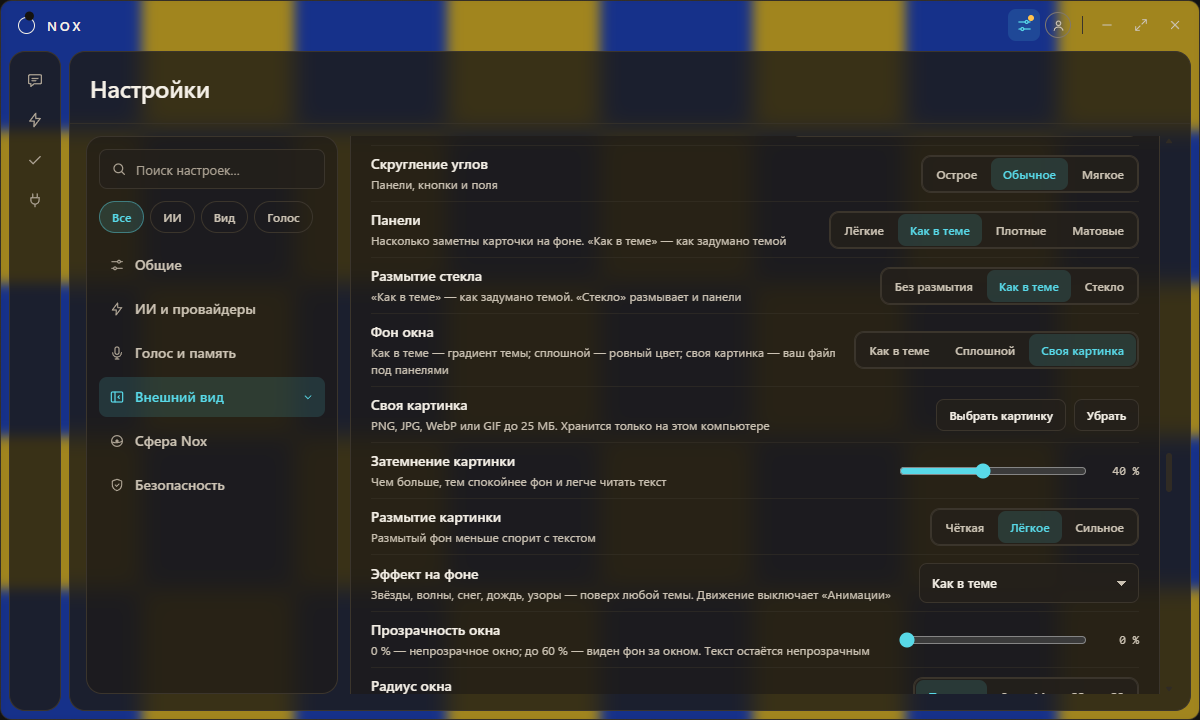 NOX
Настройки
Поиск настроек...
Все ИИ Вид Голос
Общие
ИИ и провайдеры
Голос и память
Внешний вид
Сфера Nox
Безопасность
Скругление углов
Панели, кнопки и поля
Острое Обычное Мягкое
Панели
Насколько заметны карточки на фоне. «Как в теме» — как задумано темой
Лёгкие Как в теме Плотные Матовые
Размытие стекла
«Как в теме» — как задумано темой. «Стекло» размывает и панели
Без размытия Как в теме Стекло
Фон окна
Как в теме — градиент темы; сплошной — ровный цвет; своя картинка — ваш файл
под панелями
Как в теме Сплошной Своя картинка
Своя картинка
PNG, JPG, WebP или GIF до 25 МБ. Хранится только на этом компьютере
Выбрать картинку Убрать
Затемнение картинки
Чем больше, тем спокойнее фон и легче читать текст
40 %
Размытие картинки
Размытый фон меньше спорит с текстом
Чёткая Лёгкое Сильное
Эффект на фоне
Звёзды, волны, снег, дождь, узоры — поверх любой темы. Движение выключает «Анимации»
Как в теме
Прозрачность окна
0 % — непрозрачное окно; до 60 % — виден фон за окном. Текст остаётся непрозрачным
0 %
Радиус окна